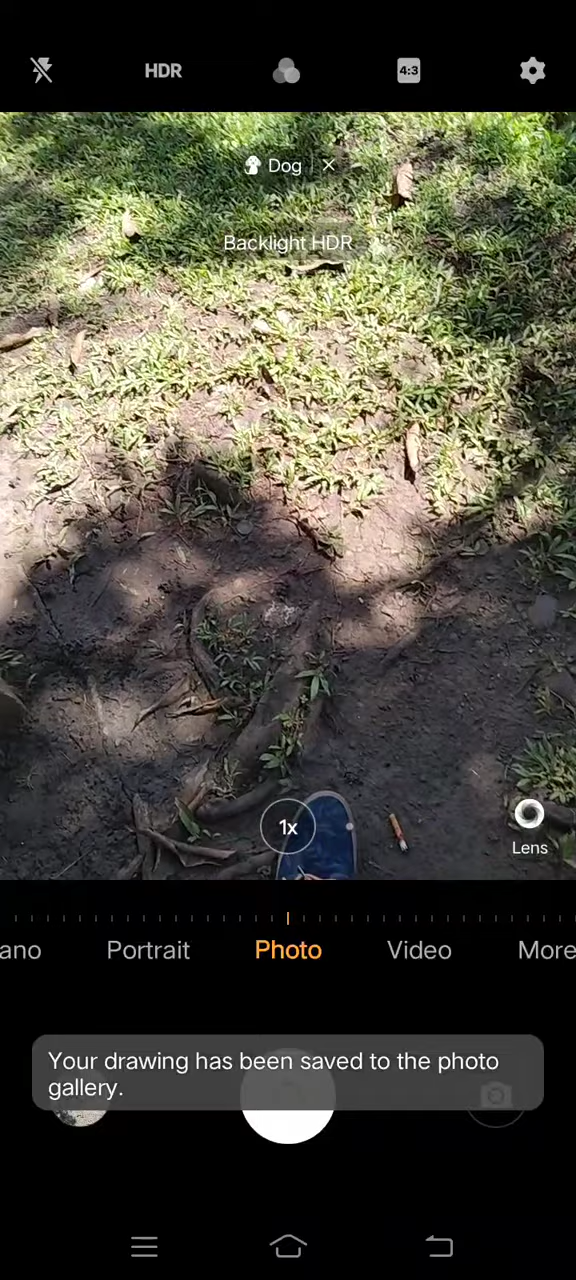 HDR
4:3
Dog
Backlight HDR
1x
Lens
ano
Portrait
Photo
Video
More
Your drawing has been saved to the photo
gallery.